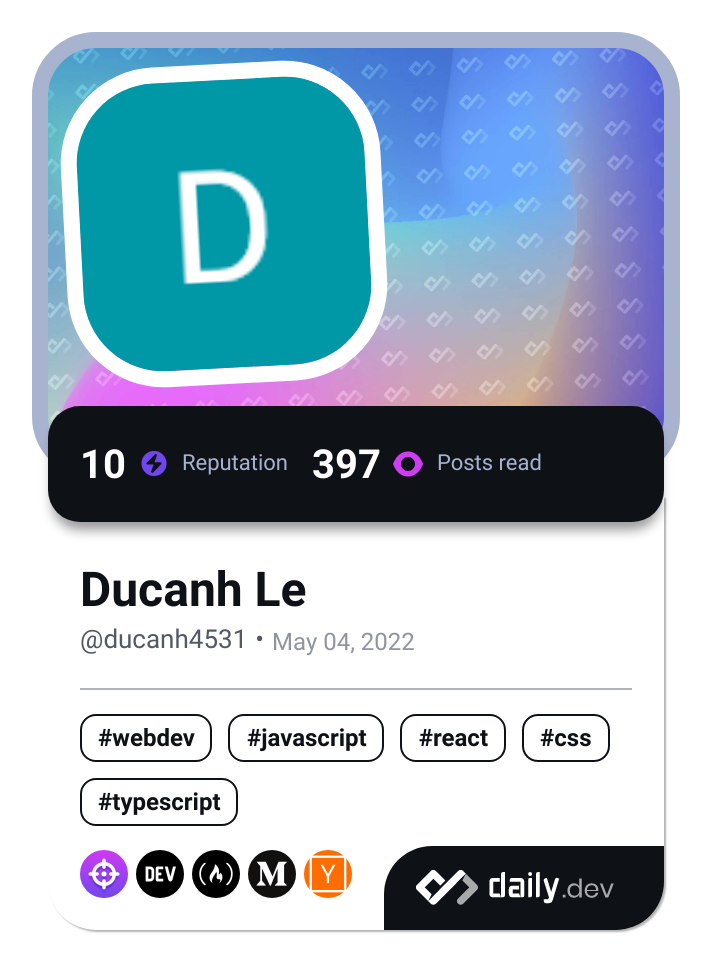 D
10 Reputation 397 Posts read
Ducanh Le
@ducanh4531 • May 04, 2022
#webdev #javascript #react #css
#typescript
DEV M Y
daily.dev